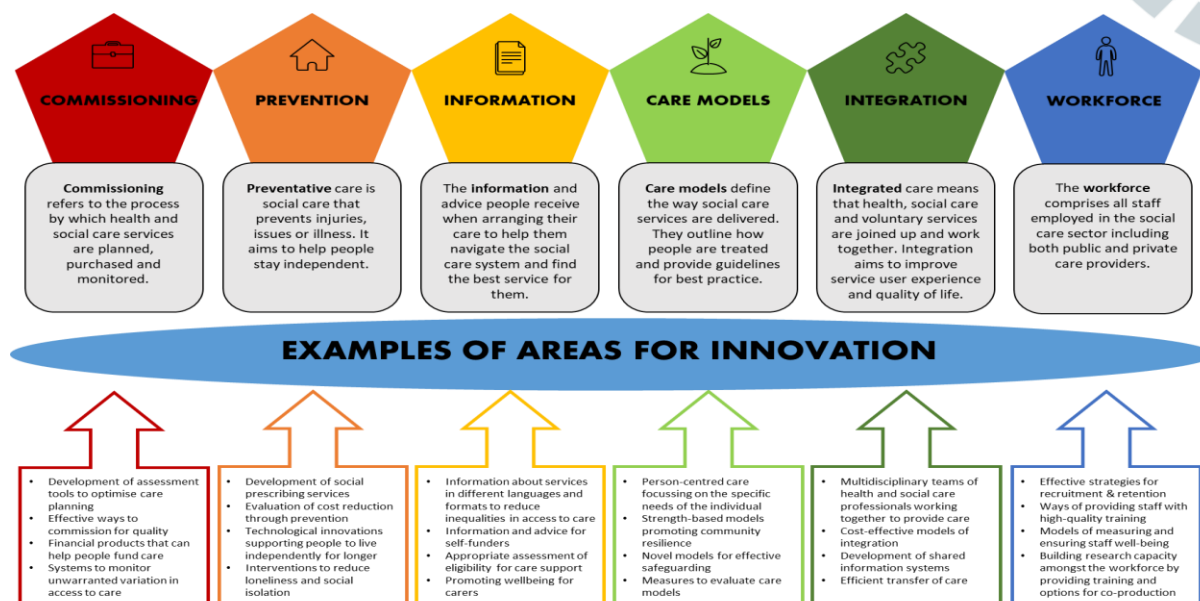 COMMISSIONING
PREVENTION
INFORMATION
CARE MODELS
INTEGRATION
WORKFORCE
Commissioning
refers to the process
by which health and
social care services
are planned,
purchased and
monitored.
Preventative care is
social care that
prevents injuries,
issues or illness. It
aims to help people
stay independent.
The information and
advice people receive
when arranging their
care to help them
navigate the social
care system and find
the best service for
them.
Care models define
the way social care
services are delivered.
They outline how
people are treated
and provide guidelines
for best practice.
Integrated care means
that health, social care
and voluntary services
are joined up and work
together. Integration
aims to improve
service user experience
and quality of life.
The workforce
comprises all staff
employed in the social
care sector including
both public and private
care providers.
EXAMPLES OF AREAS FOR INNOVATION
• Development of assessment
tools to optimise care
planning
• Effective ways to
commission for quality
• Financial products that can
help people fund care
• Systems to monitor
unwarranted variation in
access to care
• Development of social
prescribing services
• Evaluation of cost reduction
through prevention
• Technological innovations
supporting people to live
independently for longer
• Interventions to reduce
loneliness and social
isolation
• Information about services
in different languages and
formats to reduce
inequalities in access to care
• Information and advice for
self-funders
• Appropriate assessment of
eligibility for care support
• Promoting wellbeing for
carers
• Person-centred care
focussing on the specific
needs of the individual
• Strength-based models
promoting community
resilience
• Novel models for effective
safeguarding
• Measures to evaluate care
models
• Multidisciplinary teams of
health and social care
professionals working
together to provide care
• Cost-effective models of
integration
• Development of shared
information systems
• Efficient transfer of care
• Effective strategies for
recruitment & retention
• Ways of providing staff with
high-quality training
• Models of measuring and
ensuring staff well-being
• Building research capacity
amongst the workforce by
providing training and
options for co-production